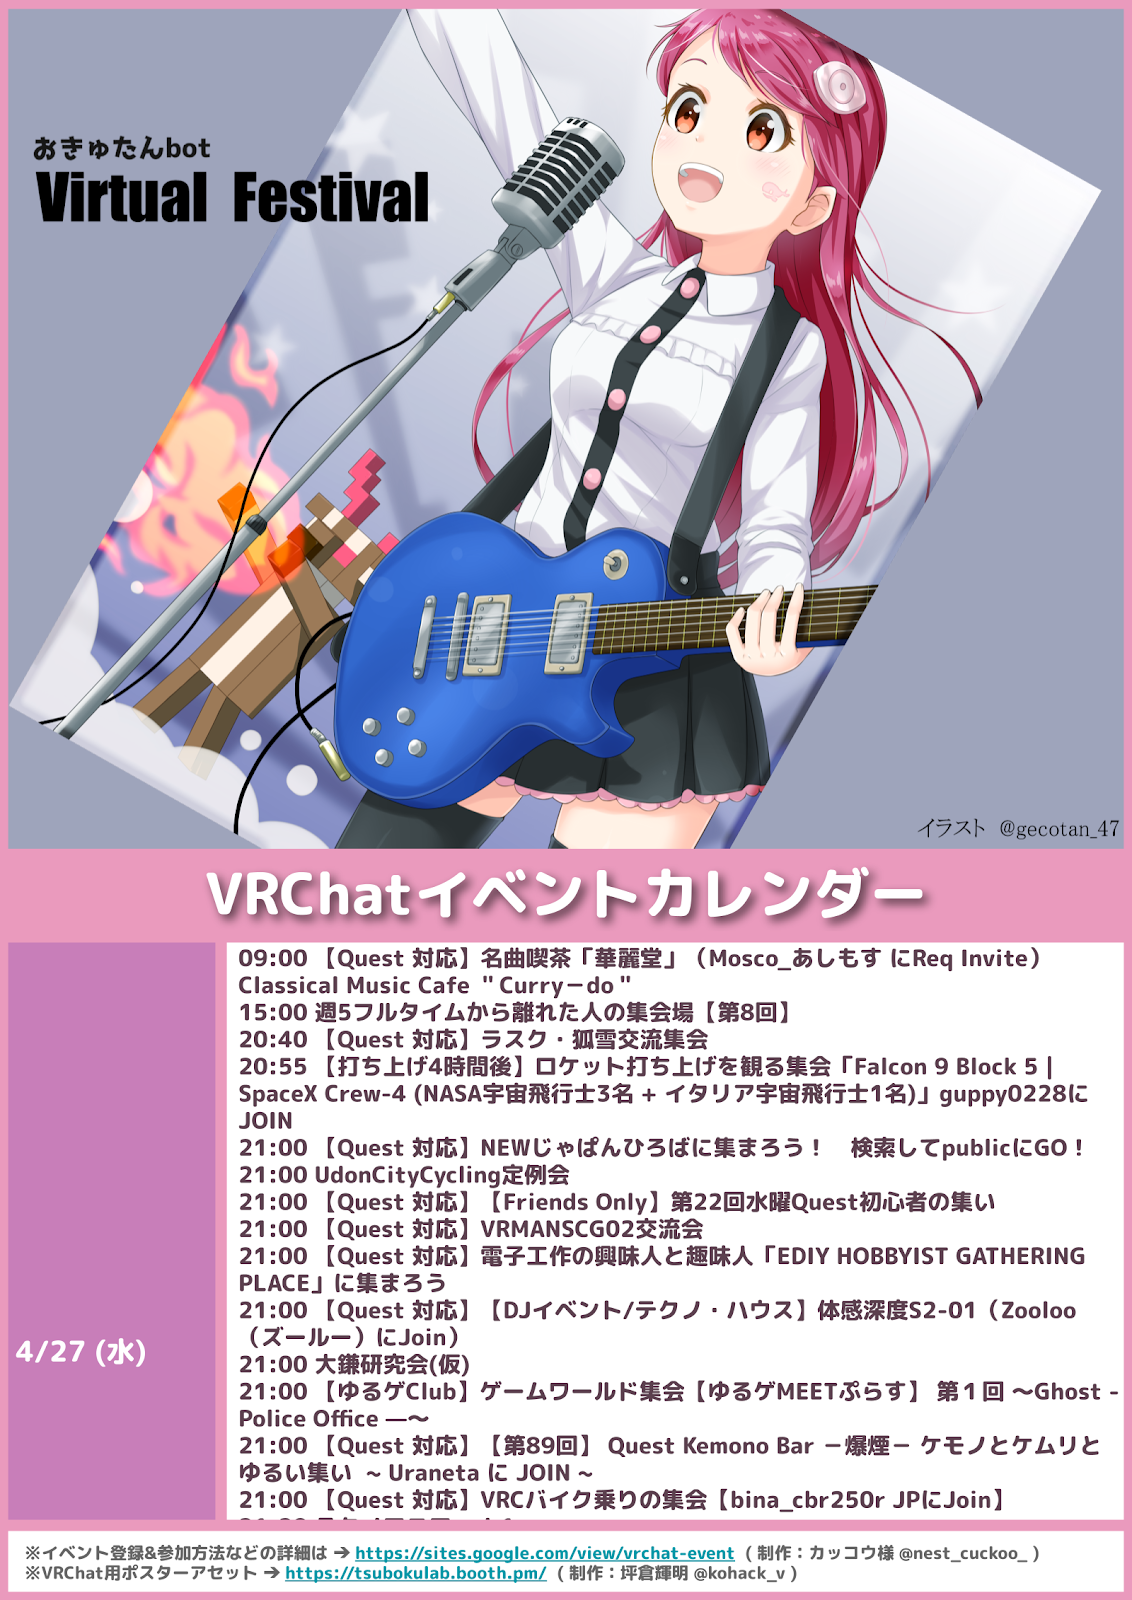 おきゅたんbot
Virtual Festival
イラスト @gecotan_47
VRChatイベントカレンダー
4/27 (水)
09:00 【Quest 対応】名曲喫茶「華麗堂」（Mosco_あしもす にReq Invite）
Classical Music Cafe ＂Curry－do＂
15:00 週5フルタイムから離れた人の集会場【第8回】
20:40 【Quest 対応】ラスク・狐雪交流集会
20:55 【打ち上げ4時間後】ロケット打ち上げを観る集会「Falcon 9 Block 5 |
SpaceX Crew-4 (NASA宇宙飛行士3名 + イタリア宇宙飛行士1名)」guppy0228に
JOIN
21:00 【Quest 対応】NEWじゃぱんひろばに集まろう！　検索してpublicにGO！
21:00 UdonCityCycling定例会
21:00 【Quest 対応】【Friends Only】第22回水曜Quest初心者の集い
21:00 【Quest 対応】VRMANSCG02交流会
21:00 【Quest 対応】電子工作の興味人と趣味人「EDIY HOBBYIST GATHERING
PLACE」に集まろう
21:00 【Quest 対応】【DJイベント/テクノ・ハウス】体感深度S2-01（Zooloo
（ズールー）にJoin）
21:00 大鎌研究会(仮)
21:00 【ゆるゲClub】ゲームワールド集会【ゆるゲMEETぷらす】 第１回 〜Ghost -
Police Office —〜
21:00 【Quest 対応】【第89回】 Quest Kemono Bar －爆煙－ ケモノとケムリと
ゆるい集い ~ Uraneta に JOIN ~
21:00 【Quest 対応】VRCバイク乗りの集会【bina_cbr250r JPにJoin】
※イベント登録&参加方法などの詳細は → https://sites.google.com/view/vrchat-event （ 制作：カッコウ様 @nest_cuckoo_ ）
※VRChat用ポスターアセット → https://tsubokulab.booth.pm/ （ 制作：坪倉輝明 @kohack_v ）